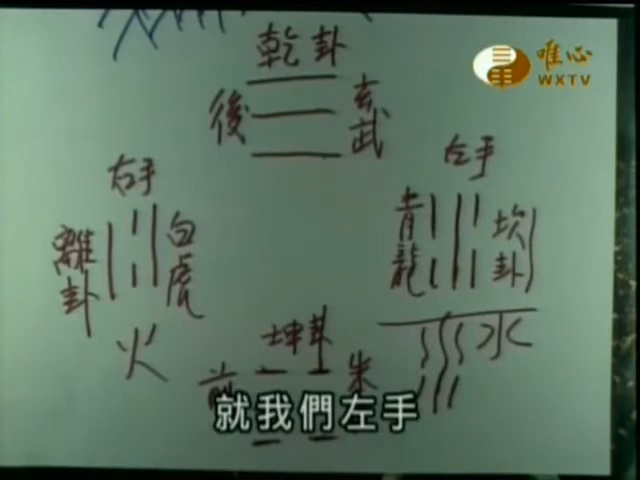 乾卦
唯心
WXTV
後
玄武
右手
左手
離卦
白虎
青龍
坎卦
火
水
坤卦
前
朱
就我們左手